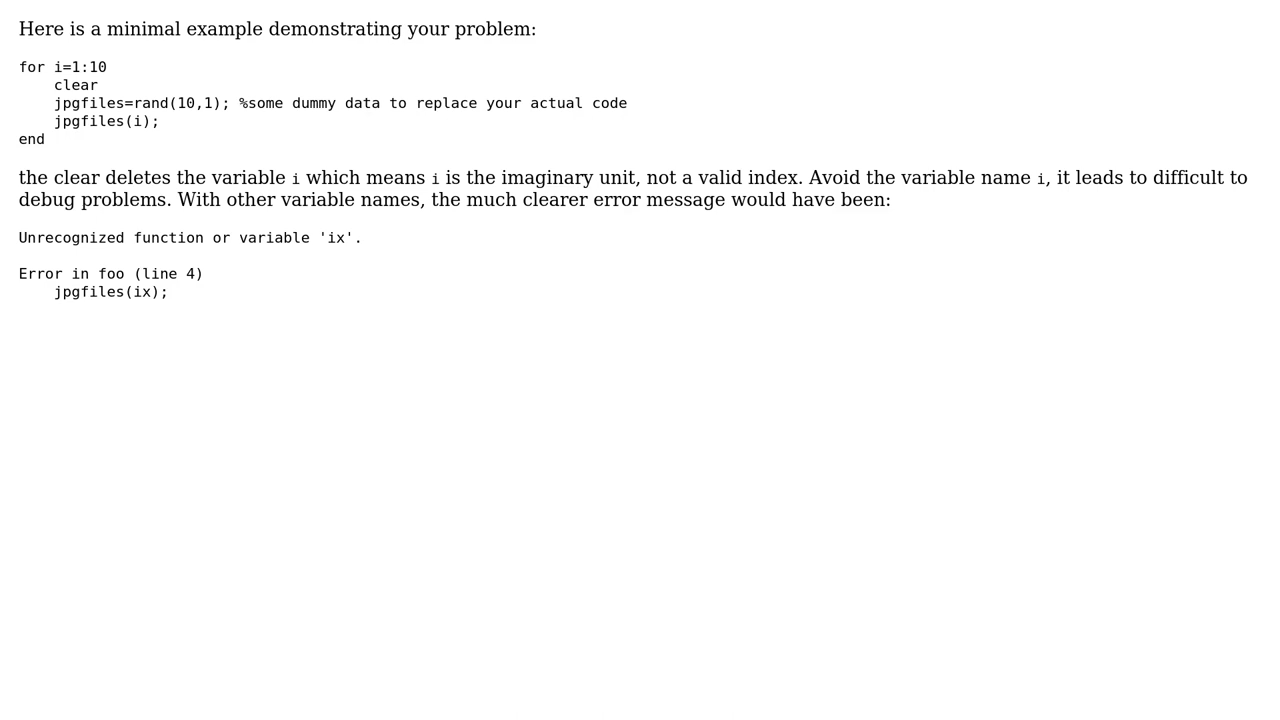 Here is a minimal example demonstrating your problem:
for i=1:10
    clear
    jpgfiles=rand(10,1); %some dummy data to replace your actual code
    jpgfiles(i);
end
the clear deletes the variable i which means i is the imaginary unit, not a valid index. Avoid the variable name i, it leads to difficult to
debug problems. With other variable names, the much clearer error message would have been:
Unrecognized function or variable 'ix'.
Error in foo (line 4)
    jpgfiles(ix);